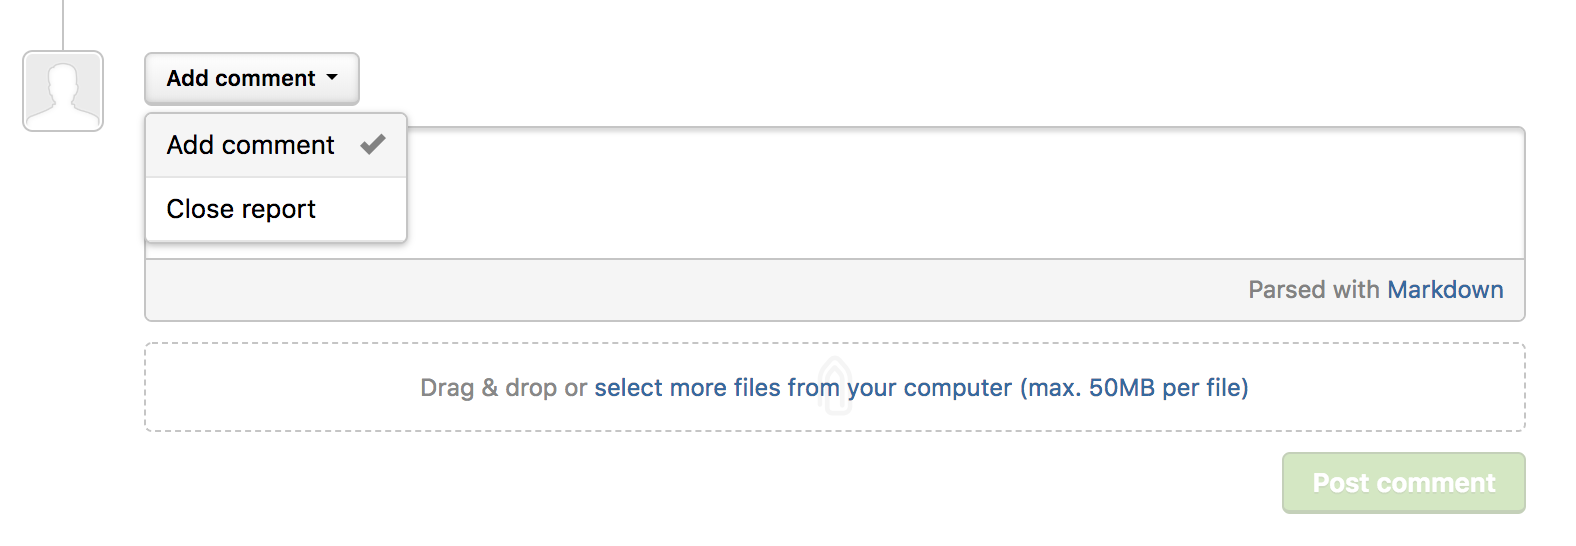 Add comment
Add comment
Close report
Parsed with Markdown
Drag & drop or select more files from your computer (max. 50MB per file)
Post comment